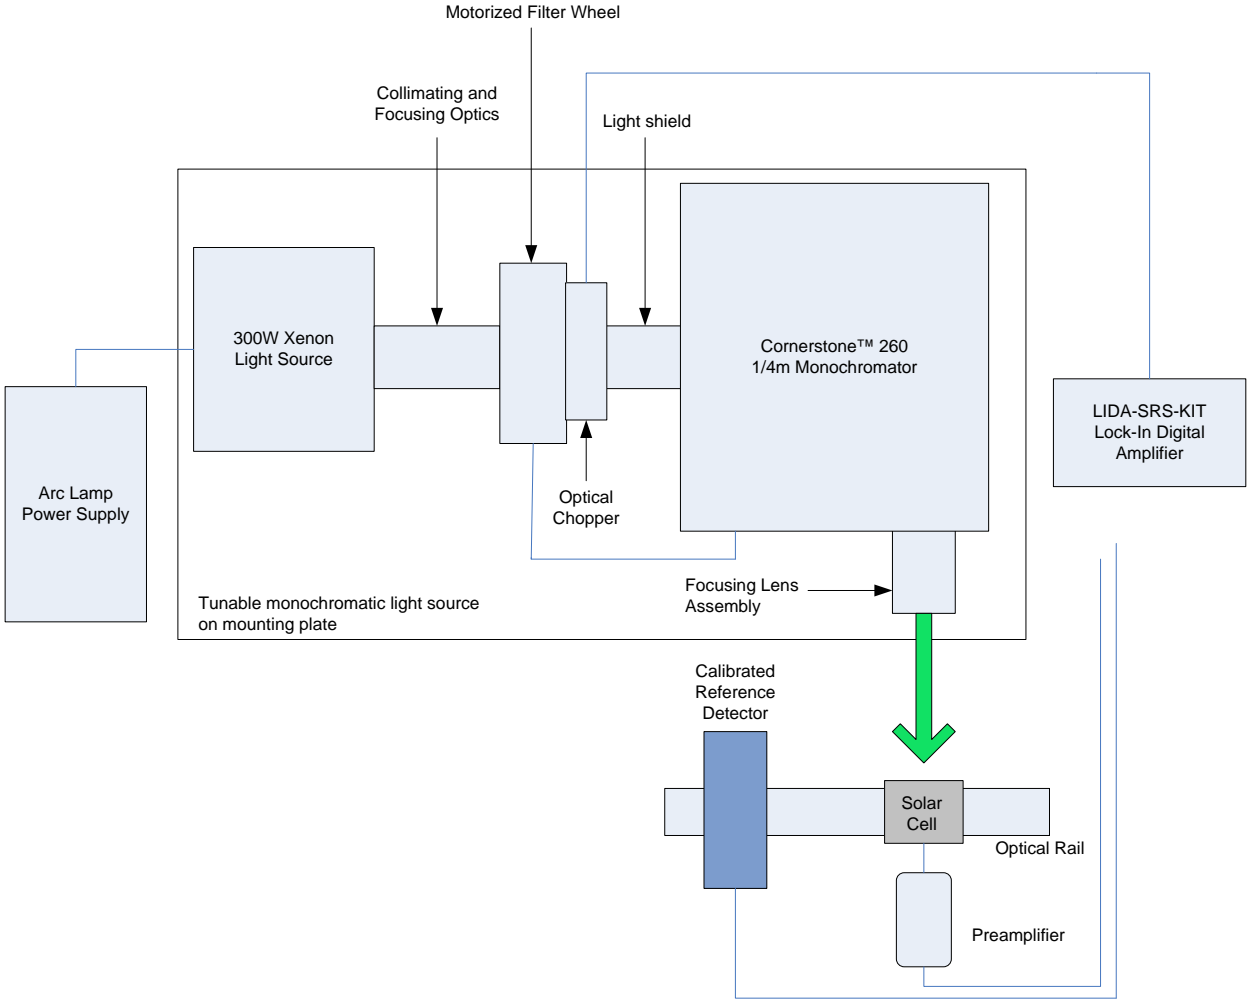 Motorized Filter Wheel
Collimating and
Focusing Optics
Light shield
300W Xenon
Light Source
Cornerstone™ 260
1/4m Monochromator
LIDA-SRS-KIT
Lock-In Digital
Amplifier
Arc Lamp
Power Supply
Optical
Chopper
Focusing Lens
Assembly
Tunable monochromatic light source
on mounting plate
Calibrated
Reference
Detector
Solar
Cell
Optical Rail
Preamplifier